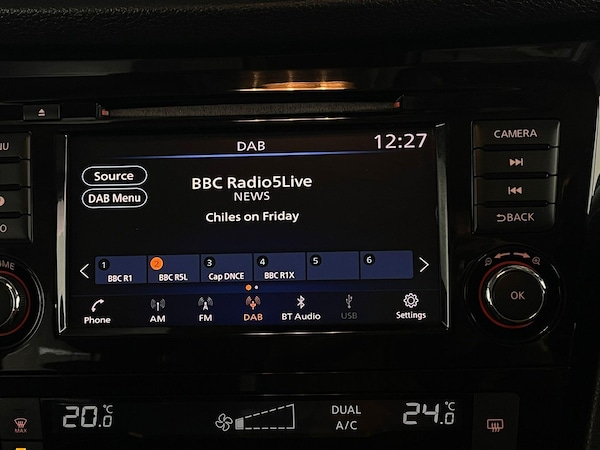 DAB 12:27
CAMERA
Source
DAB Menu
BBC Radio5Live
NEWS
Chiles on Friday
BACK
1 2 3 4 5 6
BBC R1 BBC R5L Cap DNCE BBC R1X
OK
Phone AM FM DAB BT Audio USB Settings
20.0 °C DUAL A/C 24.0 °C
MAX